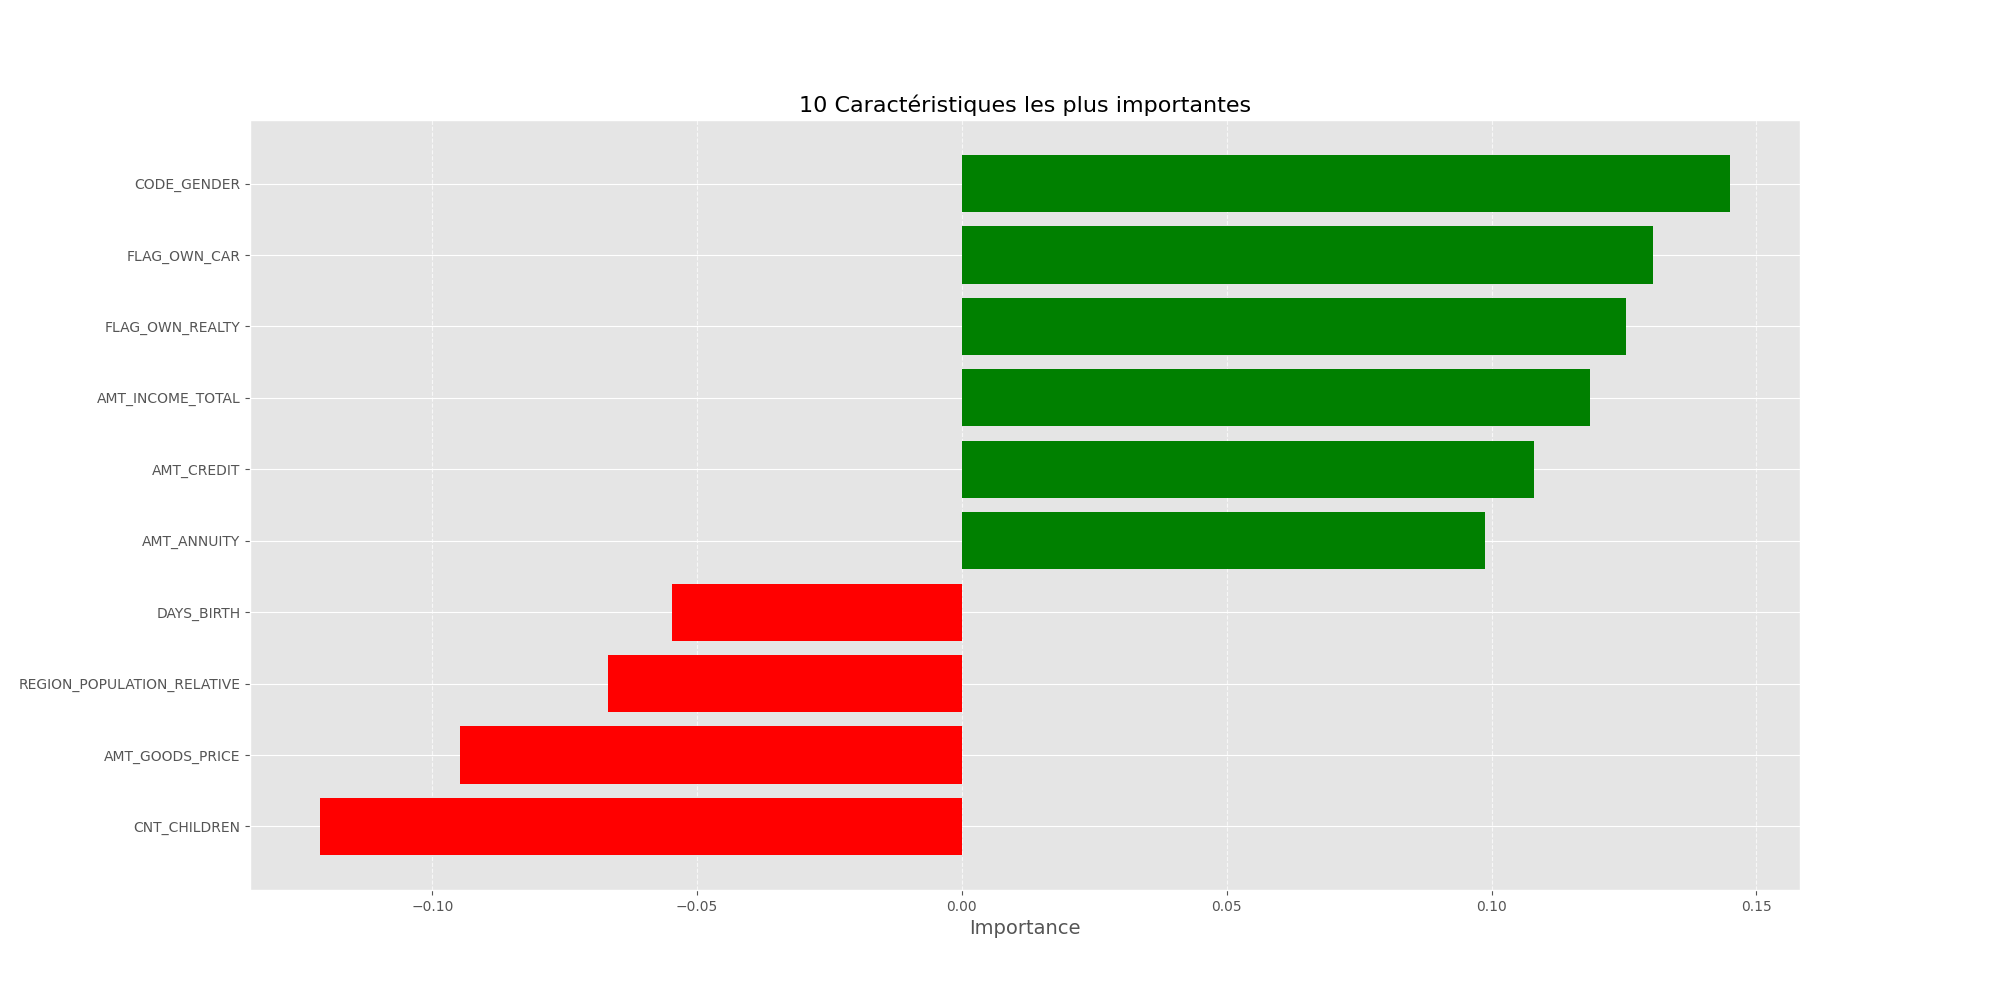 10 Caractéristiques les plus importantes
CODE_GENDER
FLAG_OWN_CAR
FLAG_OWN_REALTY
AMT_INCOME_TOTAL
AMT_CREDIT
AMT_ANNUITY
DAYS_BIRTH
REGION_POPULATION_RELATIVE
AMT_GOODS_PRICE
CNT_CHILDREN
−0.10 −0.05 0.00 0.05 0.10 0.15
Importance